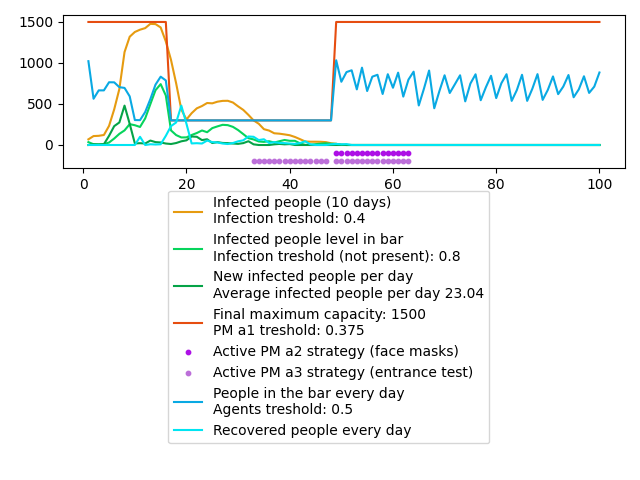 1500
1000
500
0
0
20
40
60
80
100
Infected people (10 days)
Infection treshold: 0.4
Infected people level in bar
Infection treshold (not present): 0.8
New infected people per day
Average infected people per day 23.04
Final maximum capacity: 1500
PM a1 treshold: 0.375
Active PM a2 strategy (face masks)
Active PM a3 strategy (entrance test)
People in the bar every day
Agents treshold: 0.5
Recovered people every day